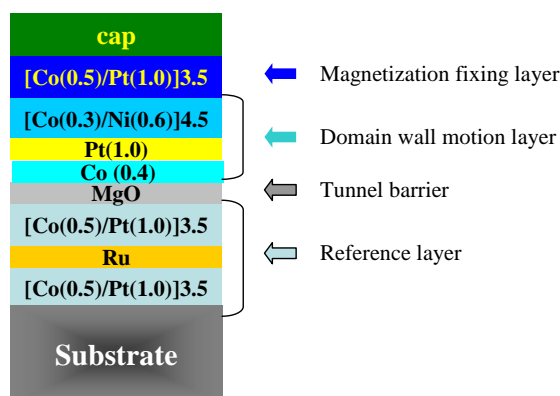 cap
[Co(0.5)/Pt(1.0)]3.5
Magnetization fixing layer
[Co(0.3)/Ni(0.6)]4.5
Domain wall motion layer
Pt(1.0)
Co (0.4)
MgO
Tunnel barrier
[Co(0.5)/Pt(1.0)]3.5
Ru
Reference layer
[Co(0.5)/Pt(1.0)]3.5
Substrate